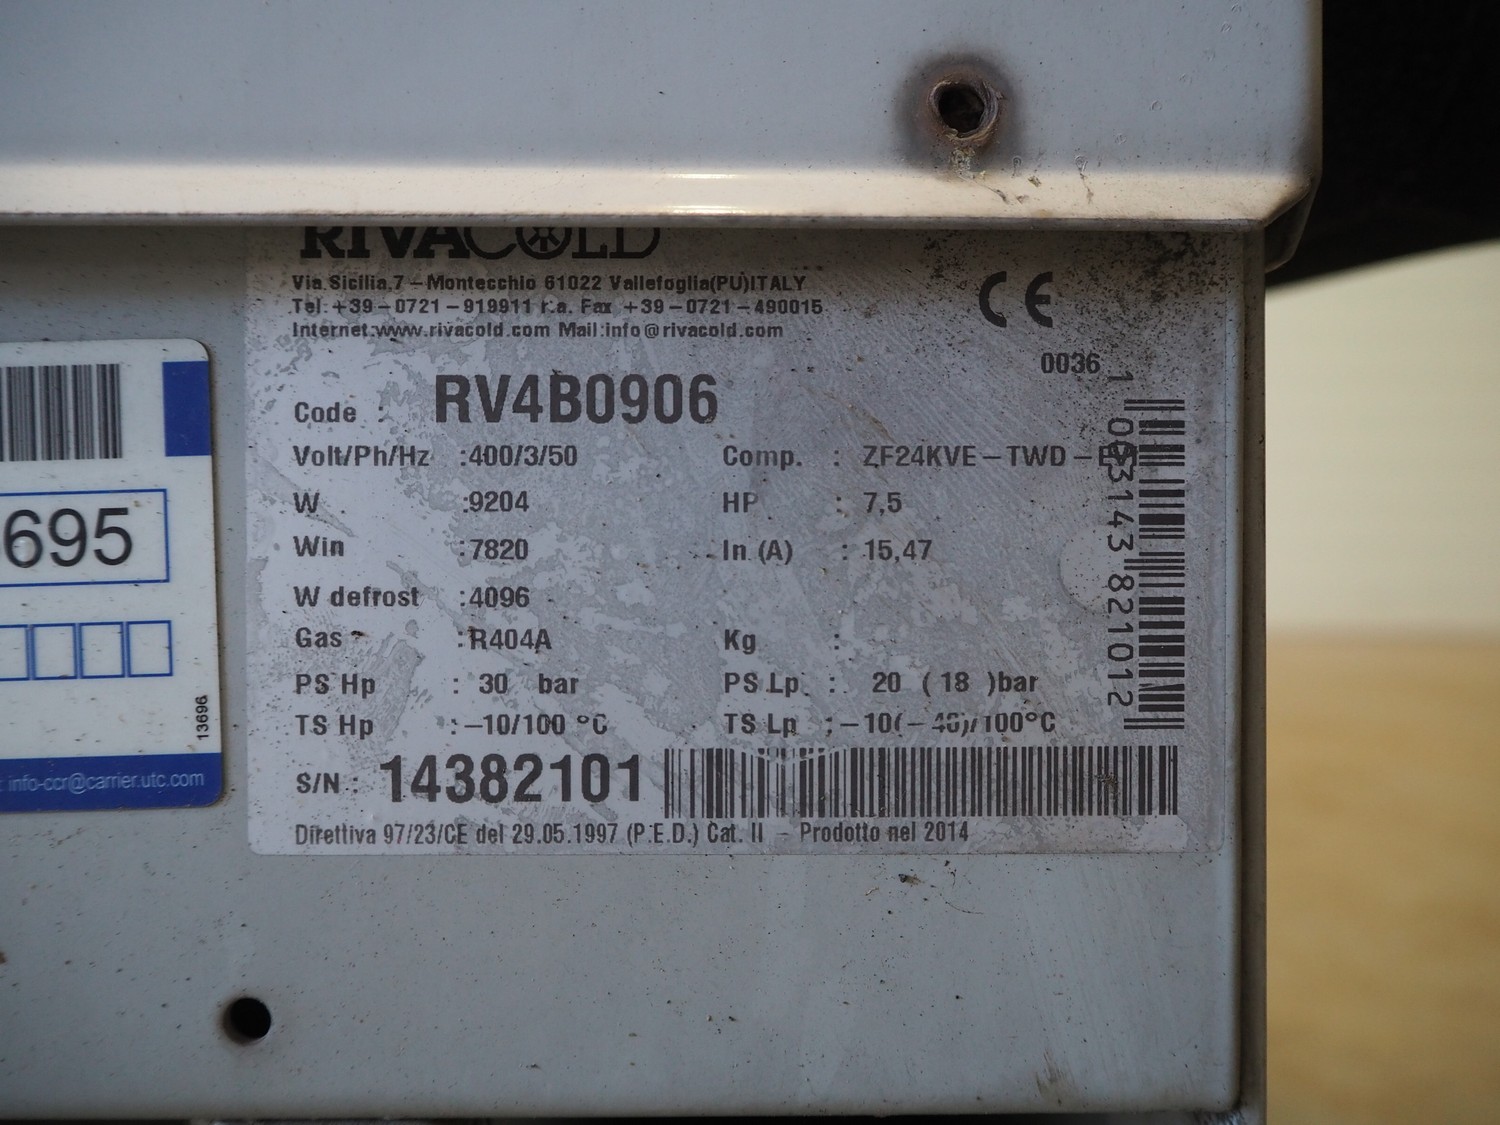 RIVACOLD
Via Sicilia,7 – Montecchio 61022 Vallefoglia(PU)ITALY
Tel. +39–0721–919911 r.a. Fax +39–0721–490015
Internet:www.rivacold.com Mail:info@rivacold.com
CE
0036
Code : RV4B0906
Volt/Ph/Hz :400/3/50 Comp. : ZF24KVE–TWD–EVI
W :9204 HP : 7,5
Win :7820 In (A) : 15,47
W defrost :4096
Gas :R404A Kg :
PS Hp : 30 bar PS Lp : 20 ( 18 )bar
TS Hp :–10/100 °C TS Lp :–10(–40)/100°C
S/N : 14382101
Direttiva 97/23/CE del 29.05.1997 (P.E.D.) Cat. II – Prodotto nel 2014
695
13696
info-ccr@carrier.utc.com